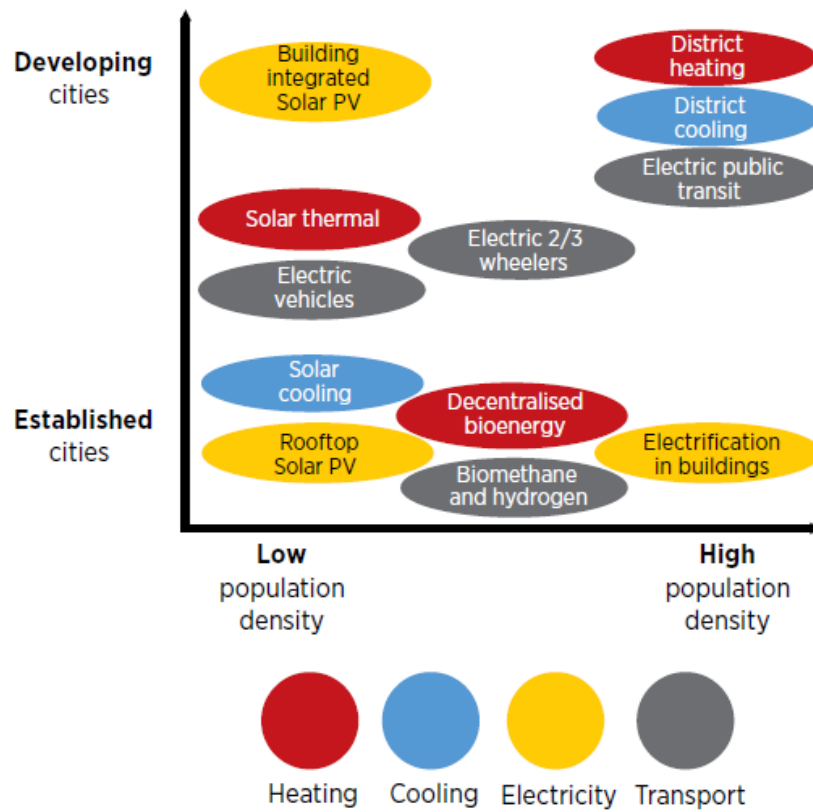 Developing
cities
Building
integrated
Solar PV
District
heating
District
cooling
Electric public
transit
Solar thermal
Electric 2/3
wheelers
Electric
vehicles
Solar
cooling
Established
cities
Decentralised
bioenergy
Rooftop
Solar PV
Electrification
in buildings
Biomethane
and hydrogen
Low
population
density
High
population
density
Heating
Cooling
Electricity
Transport